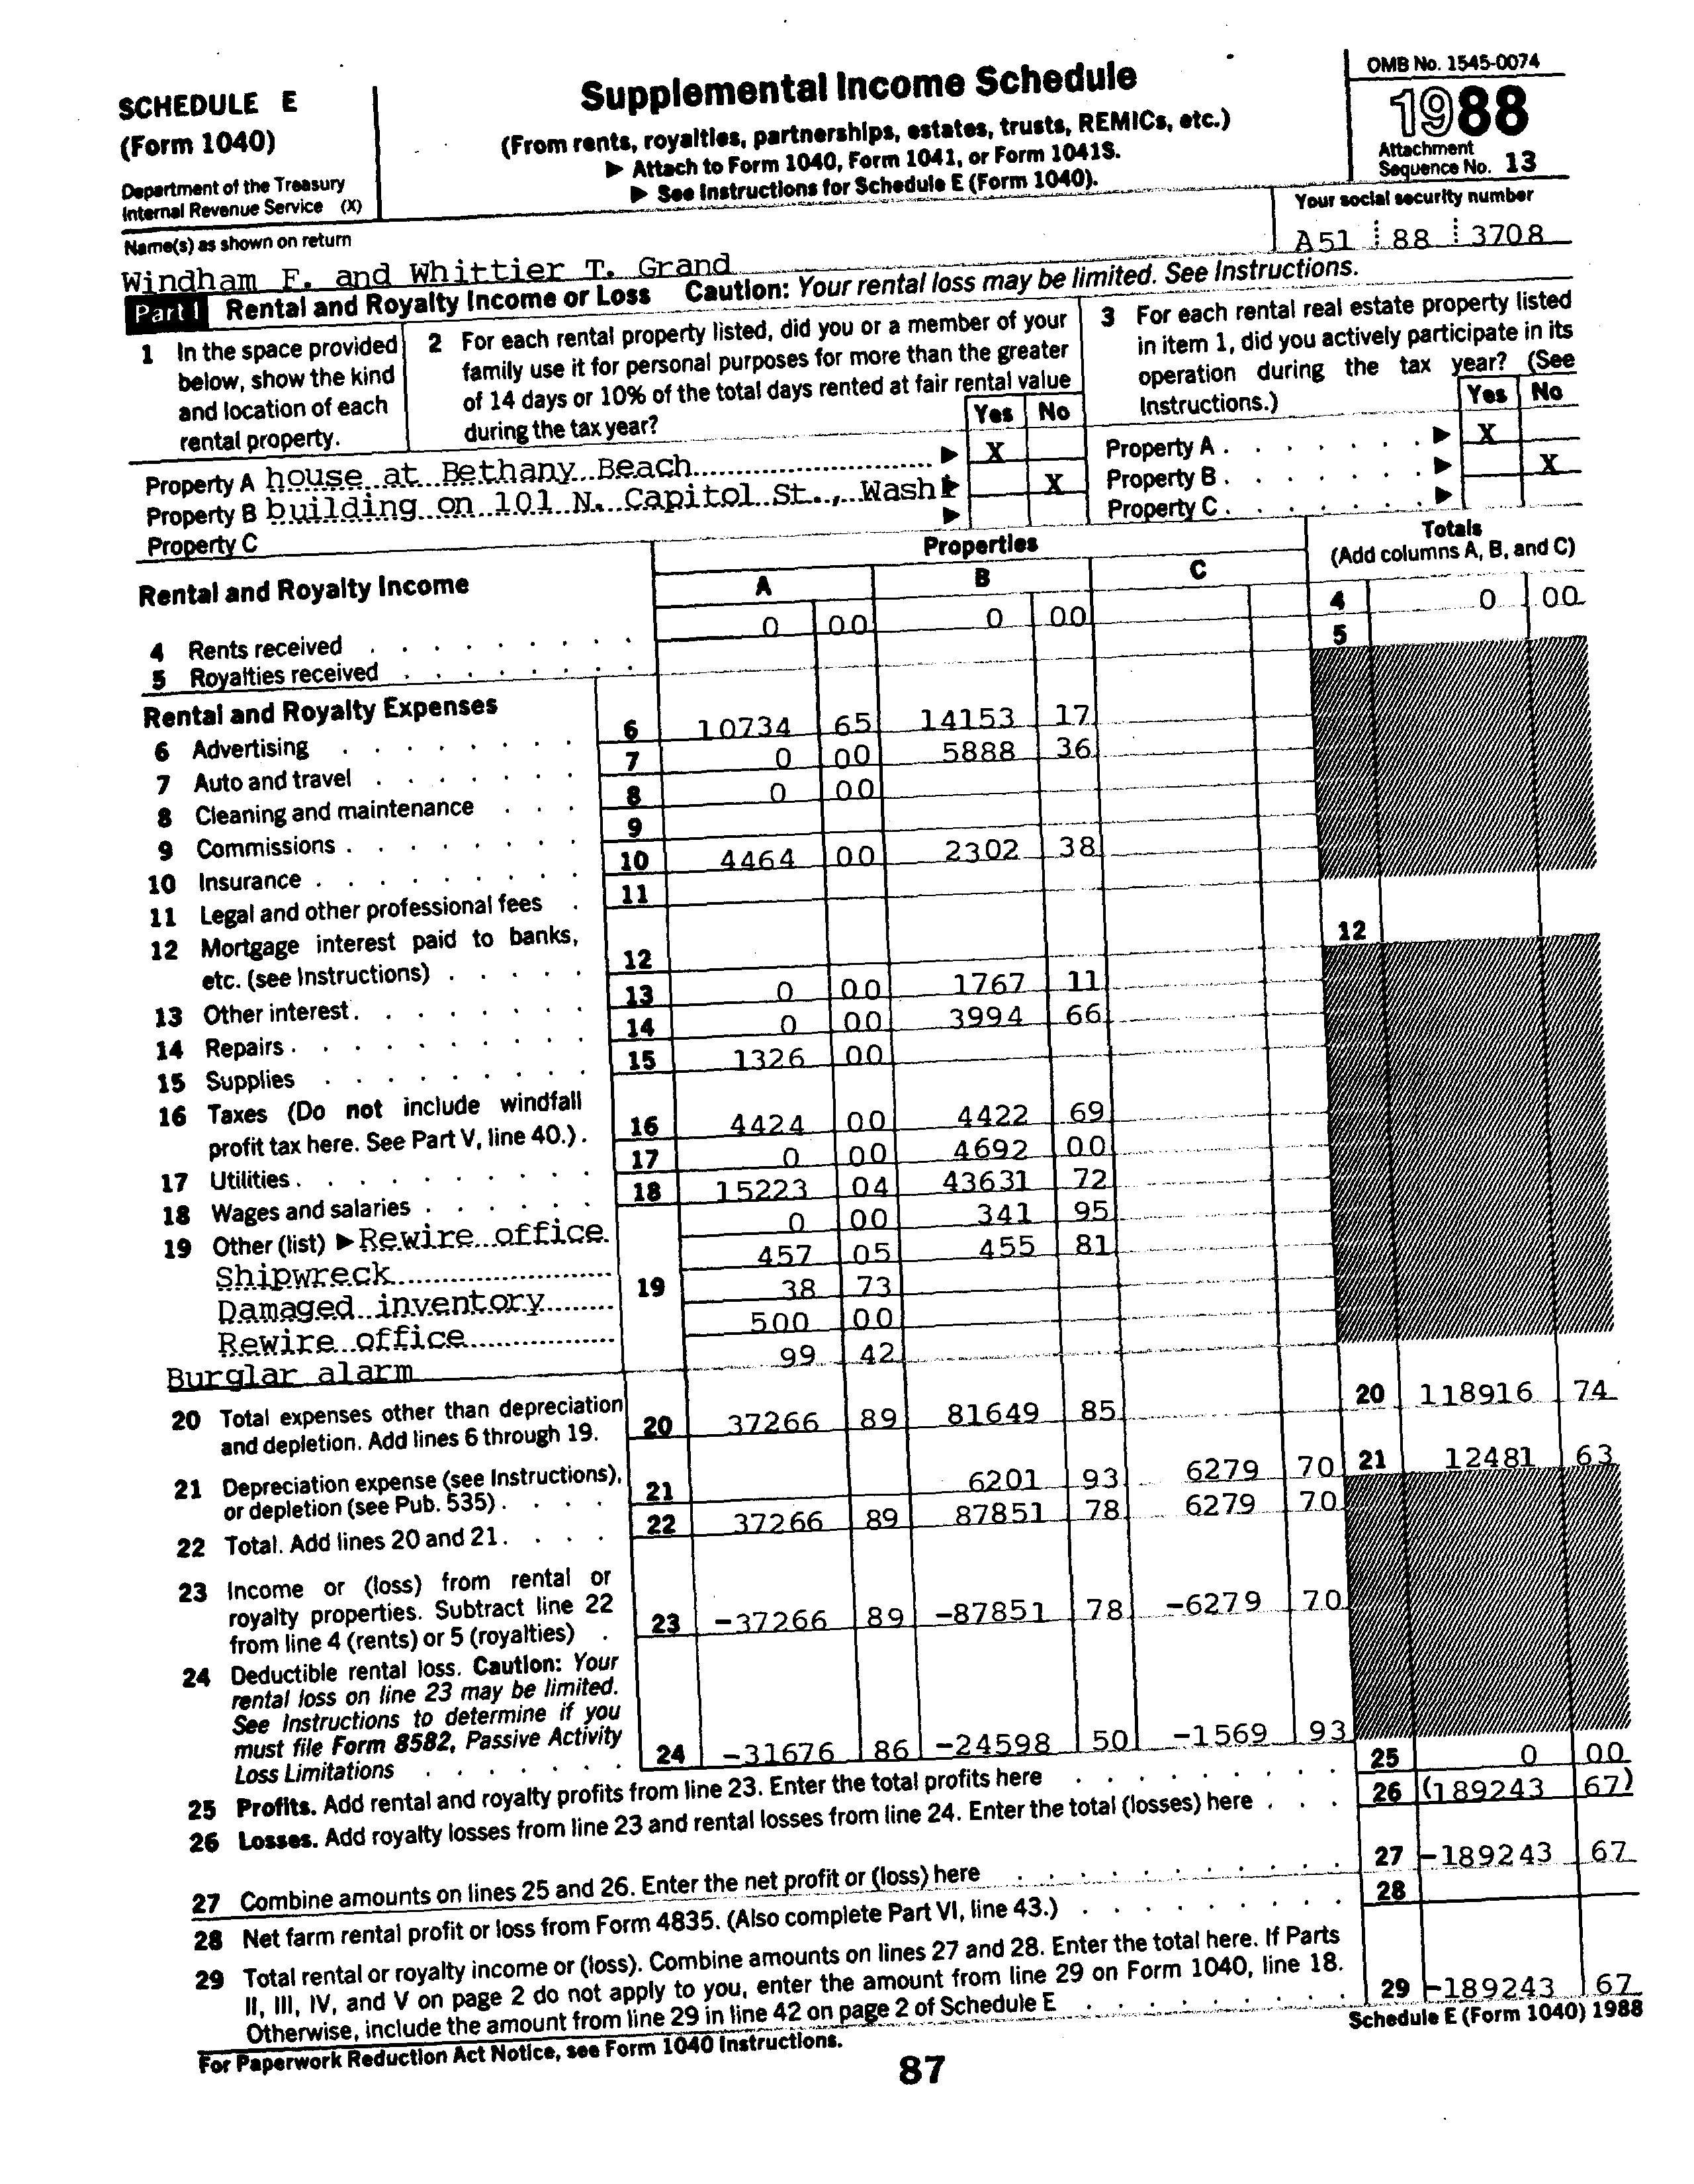 SCHEDULE E
(Form 1040)
Department of the Treasury
Internal Revenue Service (X)
Supplemental Income Schedule
(From rents, royalties, partnerships, estates, trusts, REMICs, etc.)
▶ Attach to Form 1040, Form 1041, or Form 1041S.
▶ See Instructions for Schedule E (Form 1040).
OMB No. 1545-0074
1988
Attachment
Sequence No. 13
Name(s) as shown on return
Windham F. and Whittier T. Grand
Your social security number
A51 88 3708
Part I Rental and Royalty Income or Loss Caution: Your rental loss may be limited. See Instructions.
1 In the space provided
below, show the kind
and location of each
rental property.
2 For each rental property listed, did you or a member of your
family use it for personal purposes for more than the greater
of 14 days or 10% of the total days rented at fair rental value
during the tax year?
Yes No
3 For each rental real estate property listed
in item 1, did you actively participate in its
operation during the tax year? (See
Instructions.)
Yes No
Property A house at Bethany Beach ▶ X
Property B building on 101 N. Capitol St., Wash ▶ X
Property C ▶
Property A ▶ X
Property B ▶ X
Property C ▶
Rental and Royalty Income
Properties
A B C
Totals
(Add columns A, B, and C)
4 Rents received 0 00 0 00 4 0 00
5 Royalties received 5
Rental and Royalty Expenses
6 Advertising 6 10734 65 14153 17
7 Auto and travel 7 0 00 5888 36
8 Cleaning and maintenance 8 0 00
9 Commissions 9
10 Insurance 10 4464 00 2302 38
11 Legal and other professional fees 11
12 Mortgage interest paid to banks,
etc. (see Instructions) 12 12
13 Other interest 13 0 00 1767 11
14 Repairs 14 0 00 3994 66
15 Supplies 15 1326 00
16 Taxes (Do not include windfall
profit tax here. See Part V, line 40.) 16 4424 00 4422 69
17 Utilities 17 0 00 4692 00
18 Wages and salaries 18 15223 04 43631 72
19 Other (list) ▶ Rewire office 0 00 341 95
Shipwreck 457 05 455 81
Damaged inventory 19 38 73
Rewire office 500 00
Burglar alarm 99 42
20 Total expenses other than depreciation
and depletion. Add lines 6 through 19. 20 37266 89 81649 85 20 118916 74
21 Depreciation expense (see Instructions),
or depletion (see Pub. 535) 21 6201 93 6279 70 21 12481 63
22 Total. Add lines 20 and 21 22 37266 89 87851 78 6279 70
23 Income or (loss) from rental or
royalty properties. Subtract line 22
from line 4 (rents) or 5 (royalties) 23 -37266 89 -87851 78 -6279 70
24 Deductible rental loss. Caution: Your
rental loss on line 23 may be limited.
See Instructions to determine if you
must file Form 8582, Passive Activity
Loss Limitations 24 -31676 86 -24598 50 -1569 93
25 Profits. Add rental and royalty profits from line 23. Enter the total profits here 25 0 00
26 Losses. Add royalty losses from line 23 and rental losses from line 24. Enter the total (losses) here 26 (189243 67)
27 Combine amounts on lines 25 and 26. Enter the net profit or (loss) here 27 -189243 67
28 Net farm rental profit or loss from Form 4835. (Also complete Part VI, line 43.) 28
29 Total rental or royalty income or (loss). Combine amounts on lines 27 and 28. Enter the total here. If Parts
II, III, IV, and V on page 2 do not apply to you, enter the amount from line 29 on Form 1040, line 18.
Otherwise, include the amount from line 29 in line 42 on page 2 of Schedule E 29 -189243 67
For Paperwork Reduction Act Notice, see Form 1040 Instructions.
Schedule E (Form 1040) 1988
87